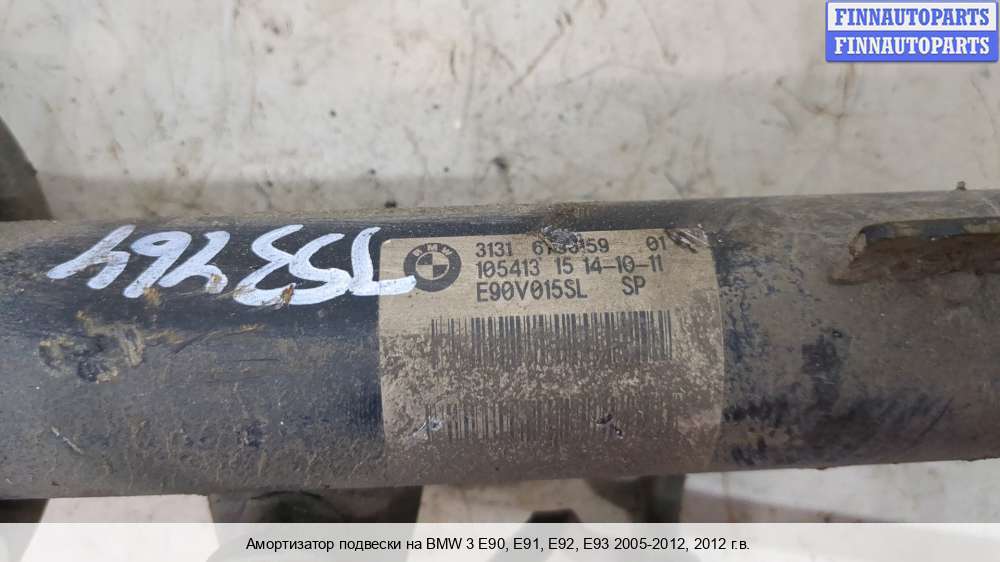 FINNAUTOPARTS
FINNAUTOPARTS
BMW
3131 01
105413 15 14-10-11
E90V015SL SP
Амортизатор подвески на BMW 3 E90, E91, E92, E93 2005-2012, 2012 г.в.